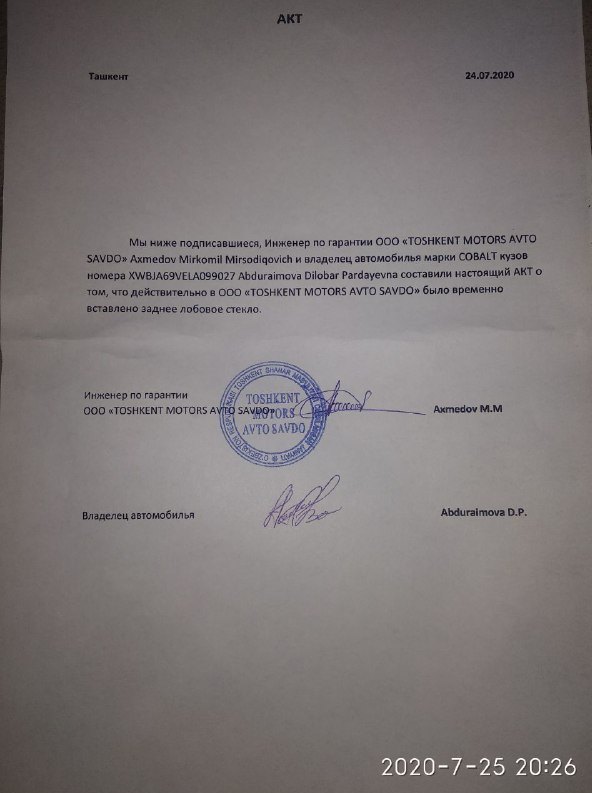 АКТ
Ташкент 24.07.2020
Мы ниже подписавшиеся, Инженер по гарантии ООО «TOSHKENT MOTORS AVTO
SAVDO» Axmedov Mirkomil Mirsodiqovich и владелец автомобильня марки COBALT кузов
номера XWBJA69VELA099027 Abduraimova Dilobar Pardayevna составили настоящий АКТ о
том, что действительно в ООО «TOSHKENT MOTORS AVTO SAVDO» было временно
вставлено заднее лобовое стекло.
Инженер по гарантии
ООО «TOSHKENT MOTORS AVTO SAVDO» Axmedov M.M
TOSHKENT
MOTORS
AVTO SAVDO
Владелец автомобилья Abduraimova D.P.
2020-7-25 20:26